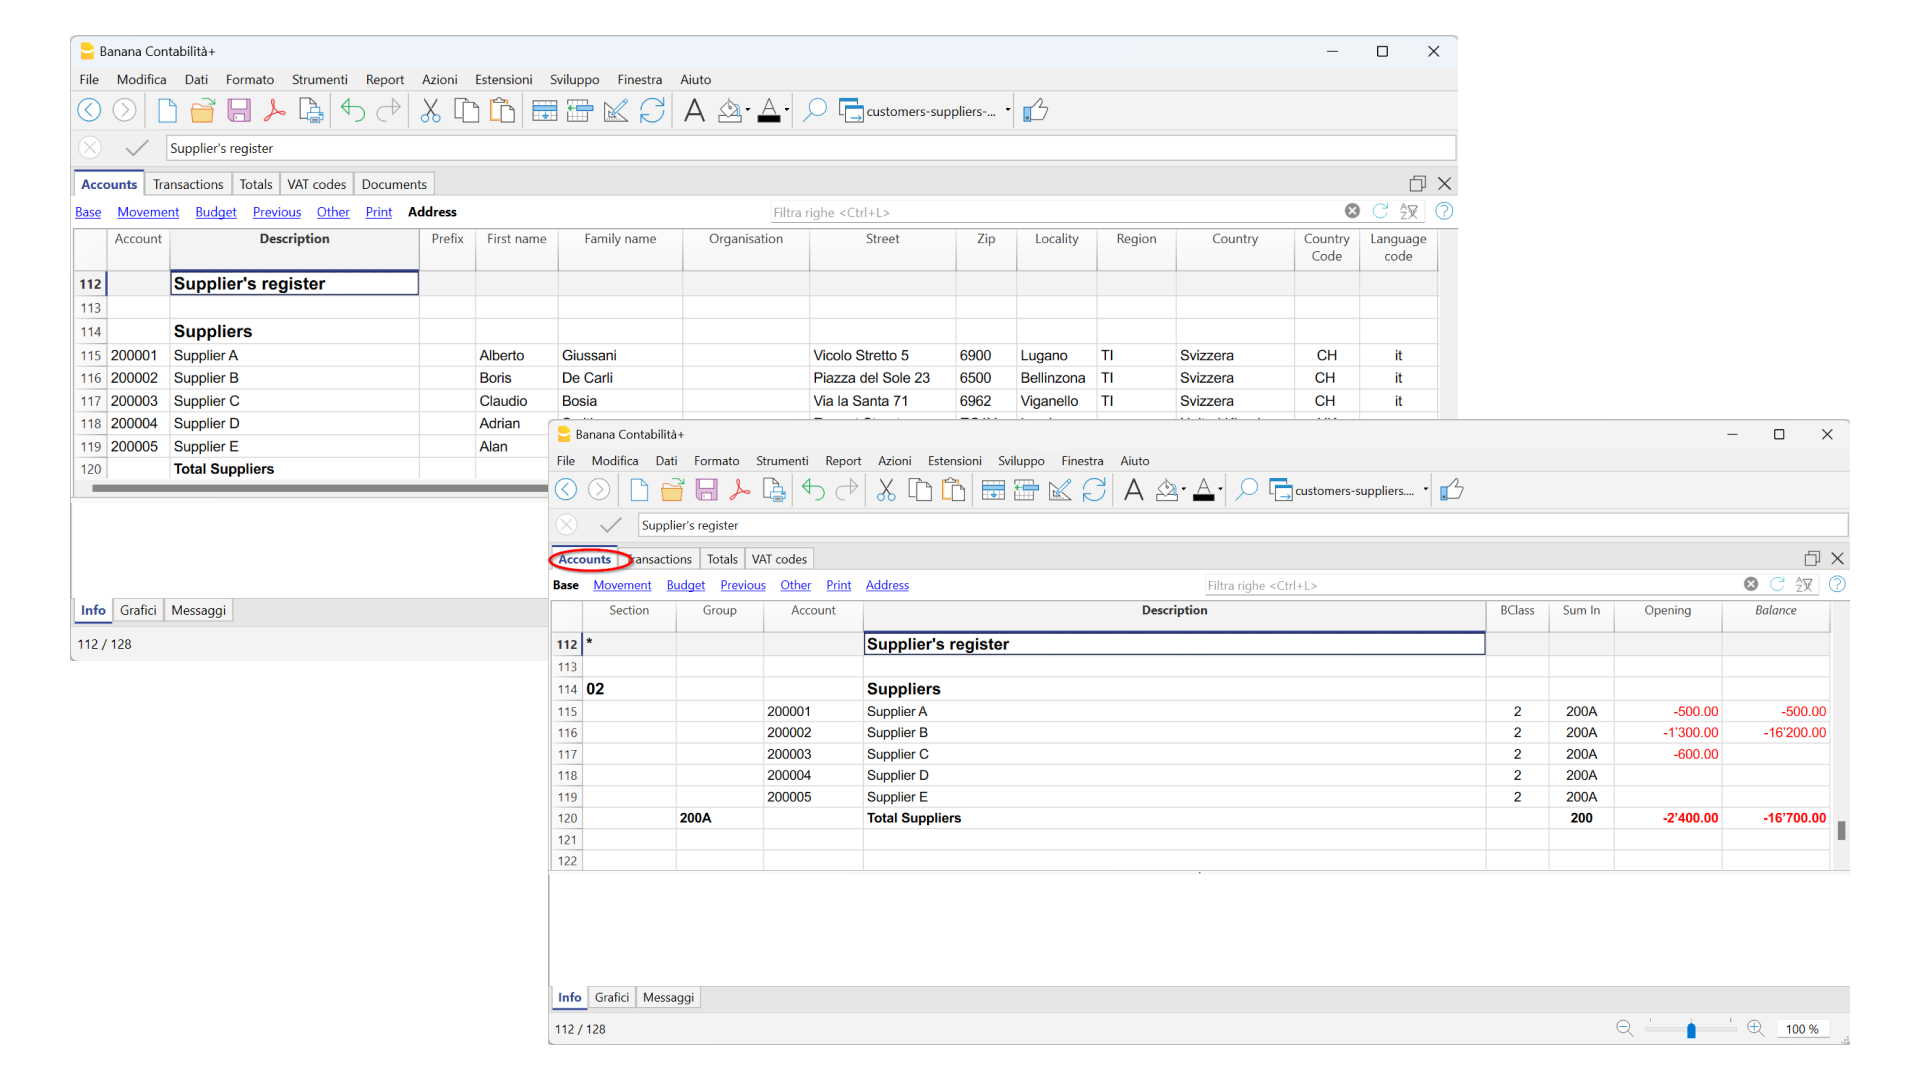 Banana Contabilità+
File Modifica Dati Formato Strumenti Report Azioni Estensioni Sviluppo Finestra Aiuto
customers-suppliers-...
Supplier's register
Accounts Transactions Totals VAT codes Documents
Base Movement Budget Previous Other Print Address Filtra righe <Ctrl+L>
Account Description Prefix First name Family name Organisation Street Zip Locality Region Country Country Code Language code
112 Supplier's register
113
114 Suppliers
115 200001 Supplier A Alberto Giussani Vicolo Stretto 5 6900 Lugano TI Svizzera CH it
116 200002 Supplier B Boris De Carli Piazza del Sole 23 6500 Bellinzona TI Svizzera CH it
117 200003 Supplier C Claudio Bosia Via la Santa 71 6962 Viganello TI Svizzera CH it
118 200004 Supplier D Adrian
119 200005 Supplier E Alan
120 Total Suppliers
Info Grafici Messaggi
112 / 128
Banana Contabilità+
File Modifica Dati Formato Strumenti Report Azioni Estensioni Sviluppo Finestra Aiuto
customers-suppliers....
Supplier's register
Accounts Transactions Totals VAT codes
Base Movement Budget Previous Other Print Address Filtra righe <Ctrl+L>
Section Group Account Description BClass Sum In Opening Balance
112 * Supplier's register
113
114 02 Suppliers
115 200001 Supplier A 2 200A -500.00 -500.00
116 200002 Supplier B 2 200A -1'300.00 -16'200.00
117 200003 Supplier C 2 200A -600.00
118 200004 Supplier D 2 200A
119 200005 Supplier E 2 200A
120 200A Total Suppliers 200 -2'400.00 -16'700.00
121
122
Info Grafici Messaggi
112 / 128
100 %